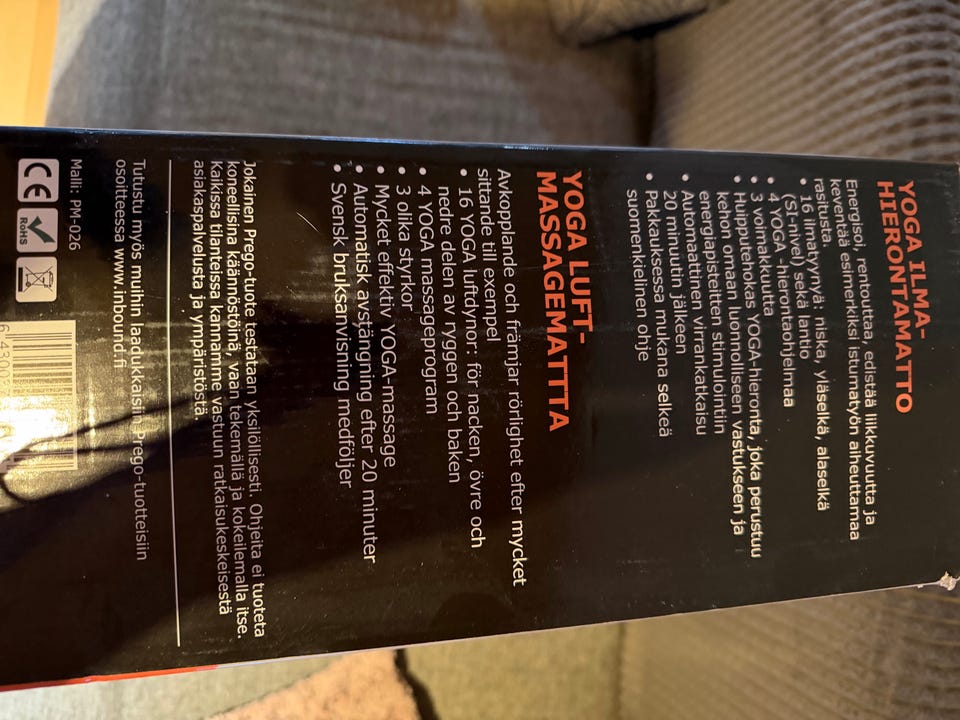 YOGA ILMA-
HIERONTAMATTO
Energisoi, rentouttaa, edistää liikkuvuutta ja
keventää esimerkiksi istumatyön aiheuttamaa
rasitusta.
• 16 ilmatyynyä: niska, yläselkä, alaselkä
(SI-nivel) sekä lantio
• 4 YOGA -hierontaohjelmaa
• 3 voimakkuutta
• Huipputehokas YOGA-hieronta, joka perustuu
kehon omaan luonnolliseen vastukseen ja
energiapisteitten stimulointiin
• Automaattinen virrankatkaisu
20 minuutin jälkeen
• Pakkauksessa mukana selkeä
suomenkielinen ohje
YOGA LUFT-
MASSAGEMATTTA
Avkopplande och främjar rörlighet efter mycket
sittande till exempel
• 16 YOGA luftdynor: för nacken, övre och
nedre delen av ryggen och baken
• 4 YOGA massageprogram
• 3 olika styrkor
• Mycket effektiv YOGA-massage
• Automatisk avstängning efter 20 minuter
• Svensk bruksanvisning medföljer
Jokainen Prego-tuote testataan yksilöllisesti. Ohjeita ei tuoteta
koneellisina käännöstöinä, vaan tekemällä ja kokeilemalla itse.
Kaikissa tilanteissa kannamme vastuun ratkaisukeskeisestä
asiakaspalvelusta ja ympäristöstä.
Tutustu myös muihin laadukkaisiin Prego-tuotteisiin
osoitteessa www.inbound.fi
Malli: PM-026
CE
RoHS